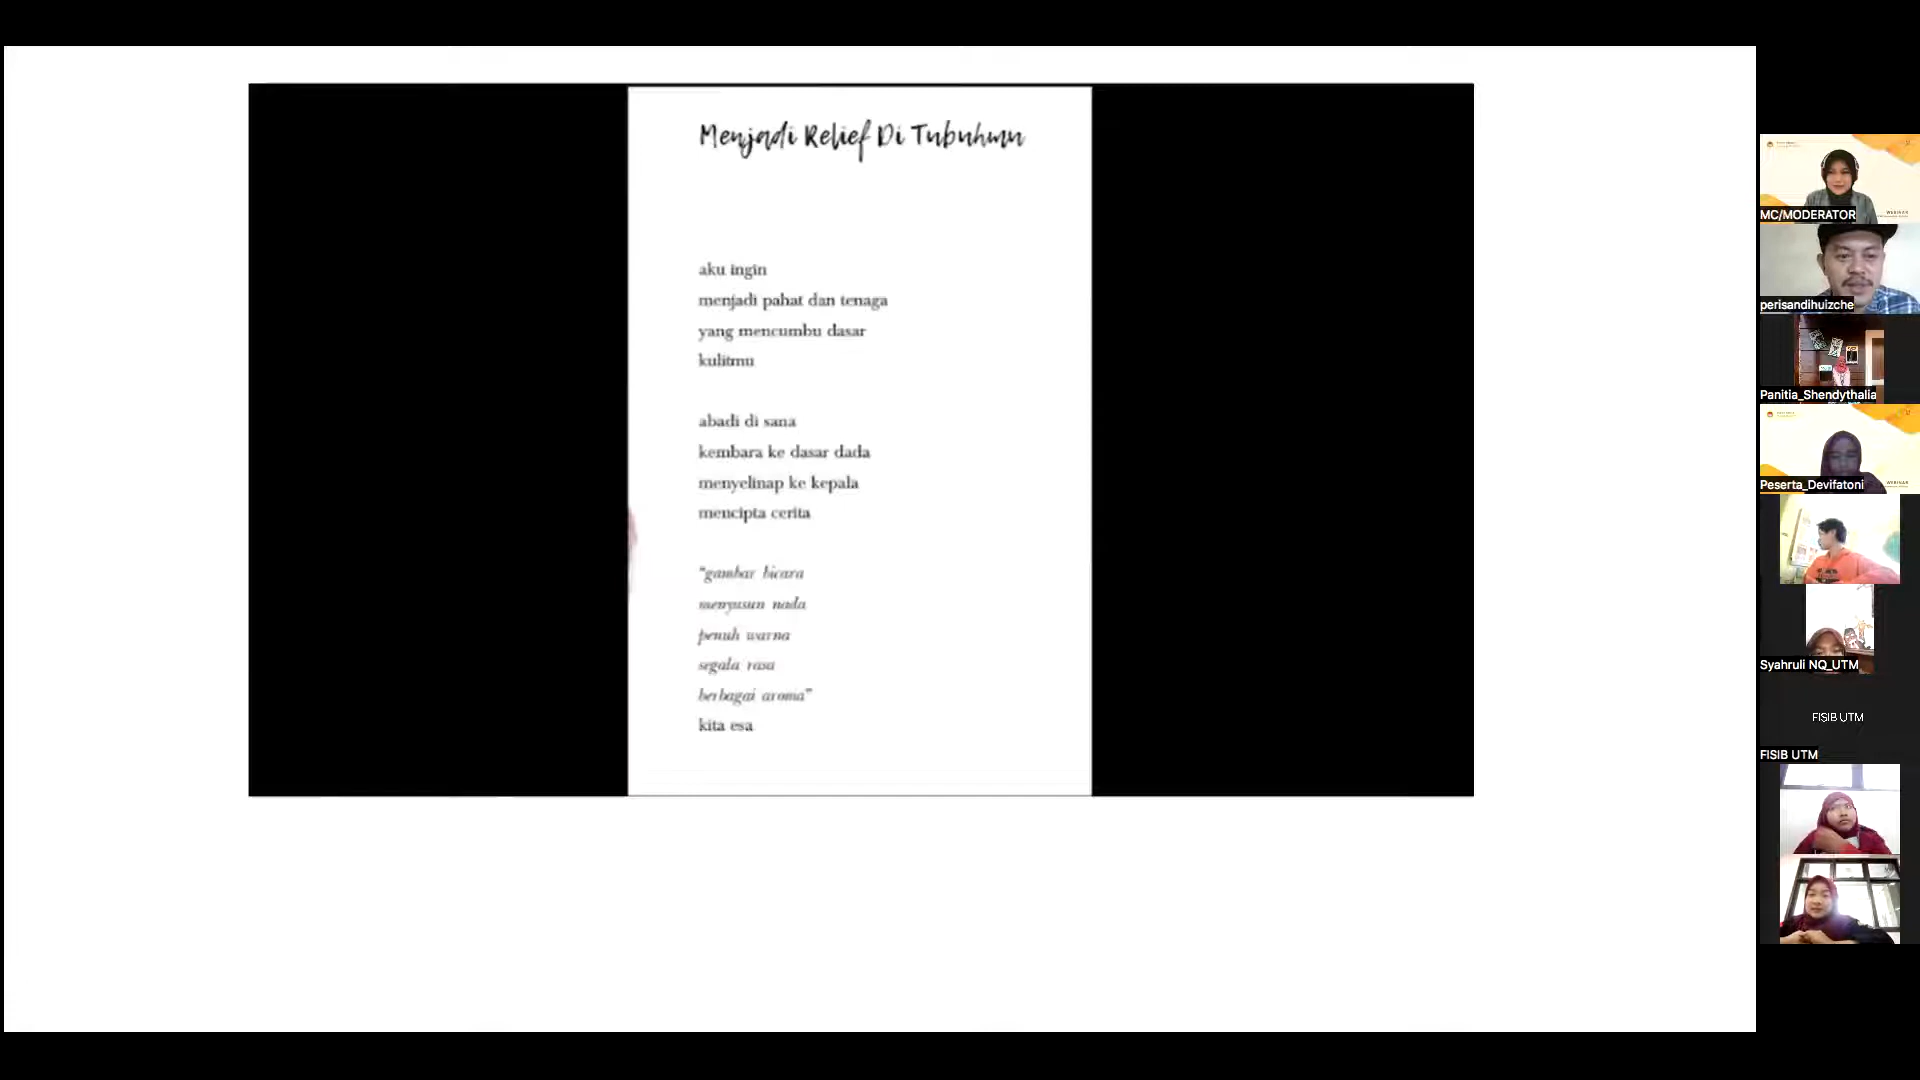 Menjadi Relief Di Tubuhmu
aku ingin
menjadi pahat dan tenaga
yang mencumbu dasar
kulitmu
abadi di sana
kembara ke dasar dada
menyelinap ke kepala
mencipta cerita
“gambar bicara
menyusun nada
penuh warna
segala rasa
berbagai aroma”
kita esa
WEBINAR
MC/MODERATOR
perisandihuizche
Panitia_Shendythalia
WEBINAR
Peserta_Devifatoni
Syahruli NQ_UTM
FISIB UTM
FISIB UTM